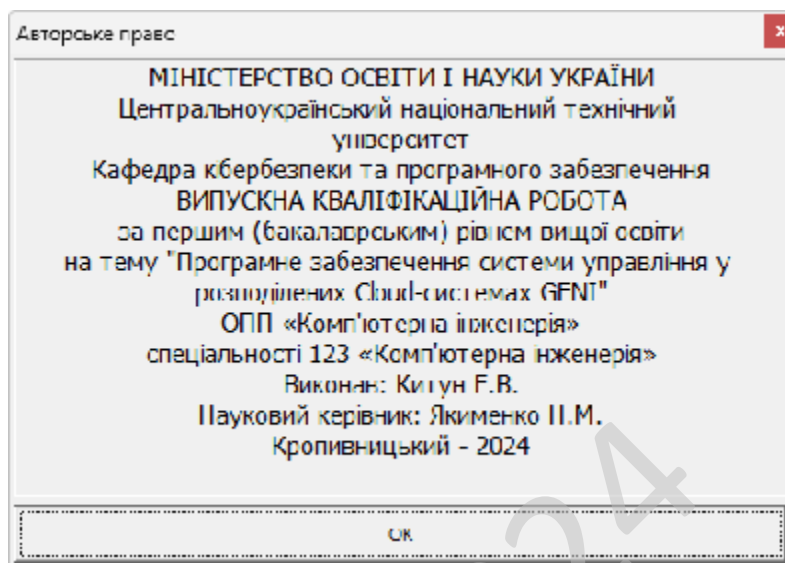 Авторське право
МІНІСТЕРСТВО ОСВІТИ І НАУКИ УКРАЇНИ
Центральноукраїнський національний технічний
університет
Кафедра кібербезпеки та програмного забезпечення
ВИПУСКНА КВАЛІФІКАЦІЙНА РОБОТА
за першим (бакалаврським) рівнем вищої освіти
на тему "Програмне забезпечення системи управління у
розподілених Cloud-системах GENI"
ОПП «Комп'ютерна інженерія»
спеціальності 123 «Комп'ютерна інженерія»
Виконав:
Науковий керівник: Якименко Н.М.
Кропивницький - 2024
ОК
24